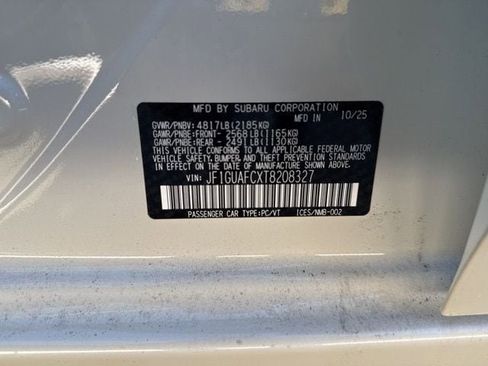 MFD BY SUBARU CORPORATION
GVWR/PNBV: 4817LB(2185KG) MFD IN 10/25
GAWR/PNBE:FRONT- 2568LB(1165KG)
GAWR/PNBE:REAR - 2491LB(1130KG)
THIS VEHICLE CONFORMS TO ALL APPLICABLE FEDERAL MOTOR
VEHICLE SAFETY, BUMPER, AND THEFT PREVENTION STANDARDS
IN EFFECT ON THE DATE OF MANUFACTURE SHOWN ABOVE.
VIN: JF1GUAFCXT8208327
PASSENGER CAR TYPE:PC/VT ICES/NMB-002